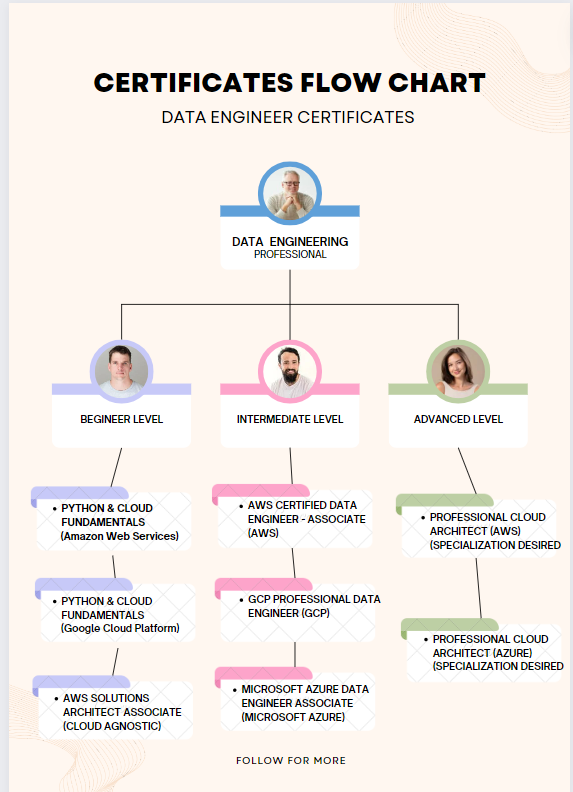 CERTIFICATES FLOW CHART
DATA ENGINEER CERTIFICATES
DATA ENGINEERING
PROFESSIONAL
BEGINEER LEVEL
INTERMEDIATE LEVEL
ADVANCED LEVEL
• PYTHON & CLOUD
FUNDAMENTALS
(Amazon Web Services)
• PYTHON & CLOUD
FUNDAMENTALS
(Google Cloud Platform)
• AWS SOLUTIONS
ARCHITECT ASSOCIATE
(CLOUD AGNOSTIC)
• AWS CERTIFIED DATA
ENGINEER - ASSOCIATE
(AWS)
• GCP PROFESSIONAL DATA
ENGINEER (GCP)
• MICROSOFT AZURE DATA
ENGINEER ASSOCIATE
(MICROSOFT AZURE)
• PROFESSIONAL CLOUD
ARCHITECT (AWS)
(SPECIALIZATION DESIRED
• PROFESSIONAL CLOUD
ARCHITECT (AZURE)
(SPECIALIZATION DESIRED
FOLLOW FOR MORE